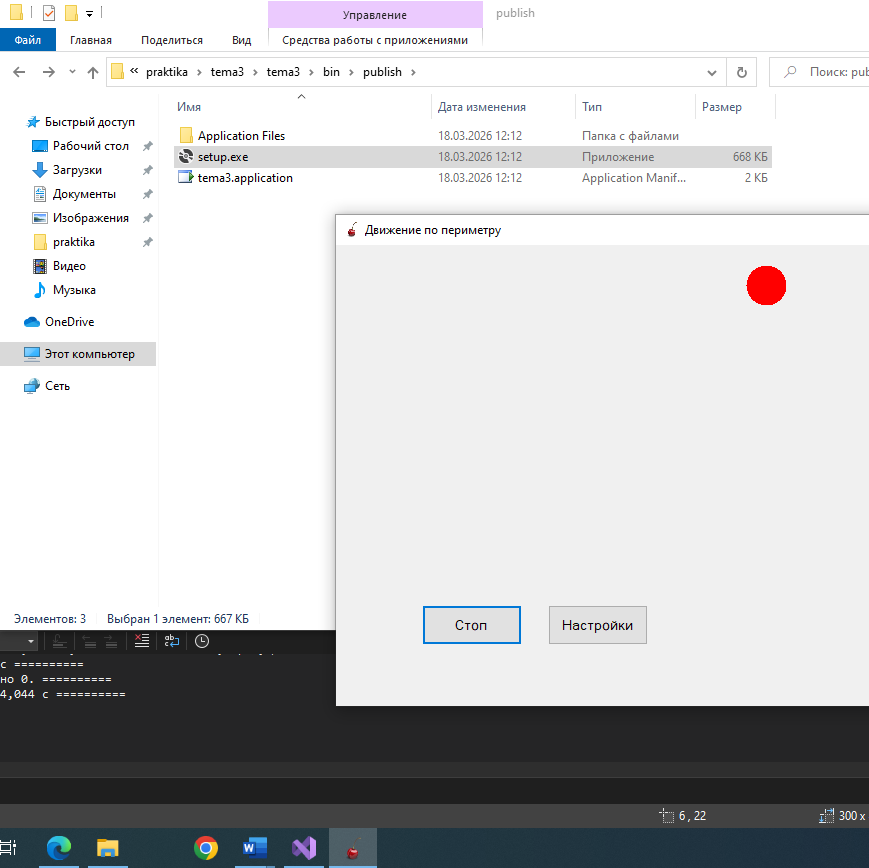 Управление
publish
Файл
Главная
Поделиться
Вид
Средства работы с приложениями
« praktika › tema3 › tema3 › bin › publish ›
Поиск: pub
Имя
Дата изменения
Тип
Размер
Быстрый доступ
Рабочий стол
Загрузки
Документы
Изображения
praktika
Видео
Музыка
OneDrive
Этот компьютер
Сеть
Application Files 18.03.2026 12:12 Папка с файлами
setup.exe 18.03.2026 12:12 Приложение 668 КБ
tema3.application 18.03.2026 12:12 Application Manif... 2 КБ
Движение по периметру
Стоп
Настройки
Элементов: 3
Выбран 1 элемент: 667 КБ
с ==========
но 0. ==========
4,044 с ==========
6 , 22
300 x